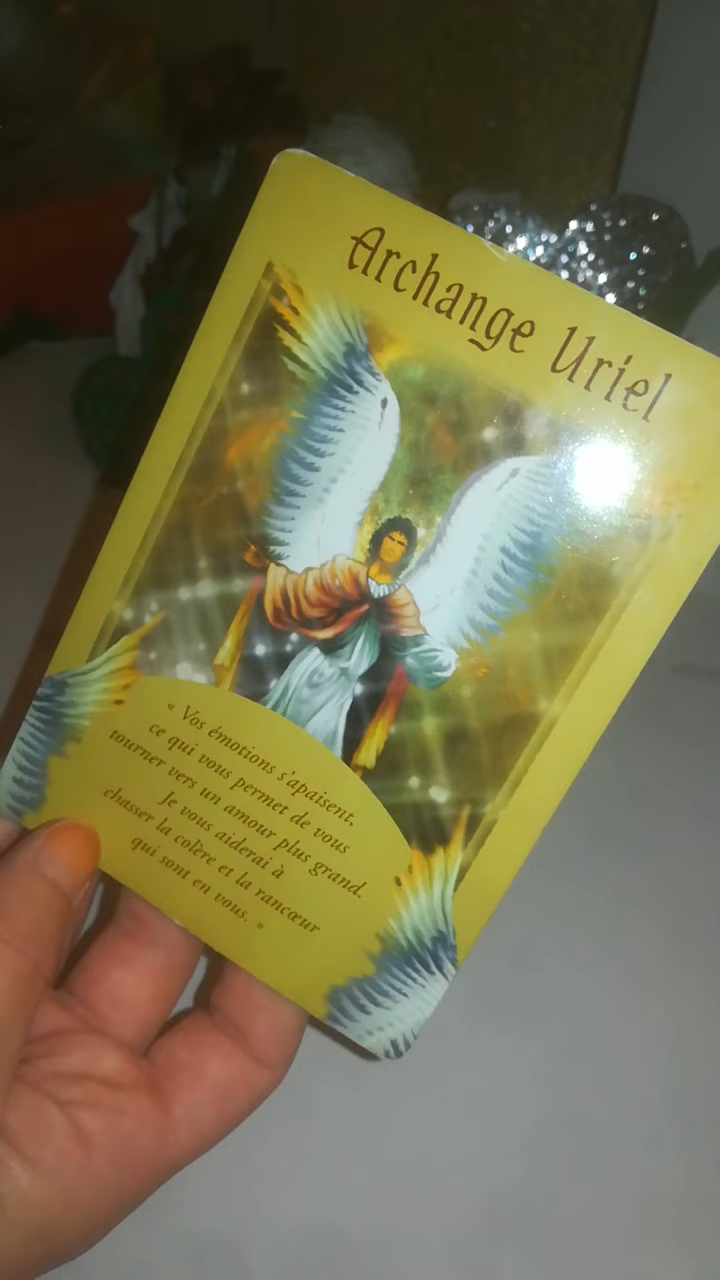 Archange Uriel
« Vos émotions s'apaisent,
ce qui vous permet de vous
tourner vers un amour plus grand.
Je vous aiderai à
chasser la colère et la rancœur
qui sont en vous. »